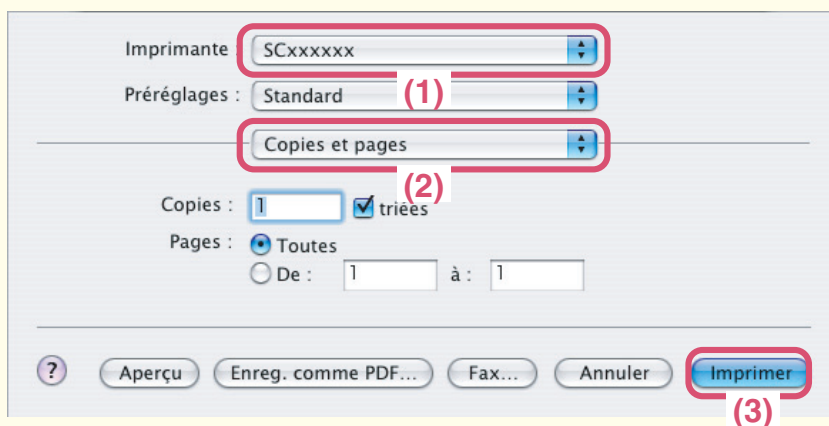 Imprimante : SCxxxxxx
(1)
Préréglages : Standard
Copies et pages
(2)
Copies : 1 triées
Pages : Toutes
De : 1 à : 1
? Aperçu Enreg. comme PDF... Fax... Annuler Imprimer
(3)